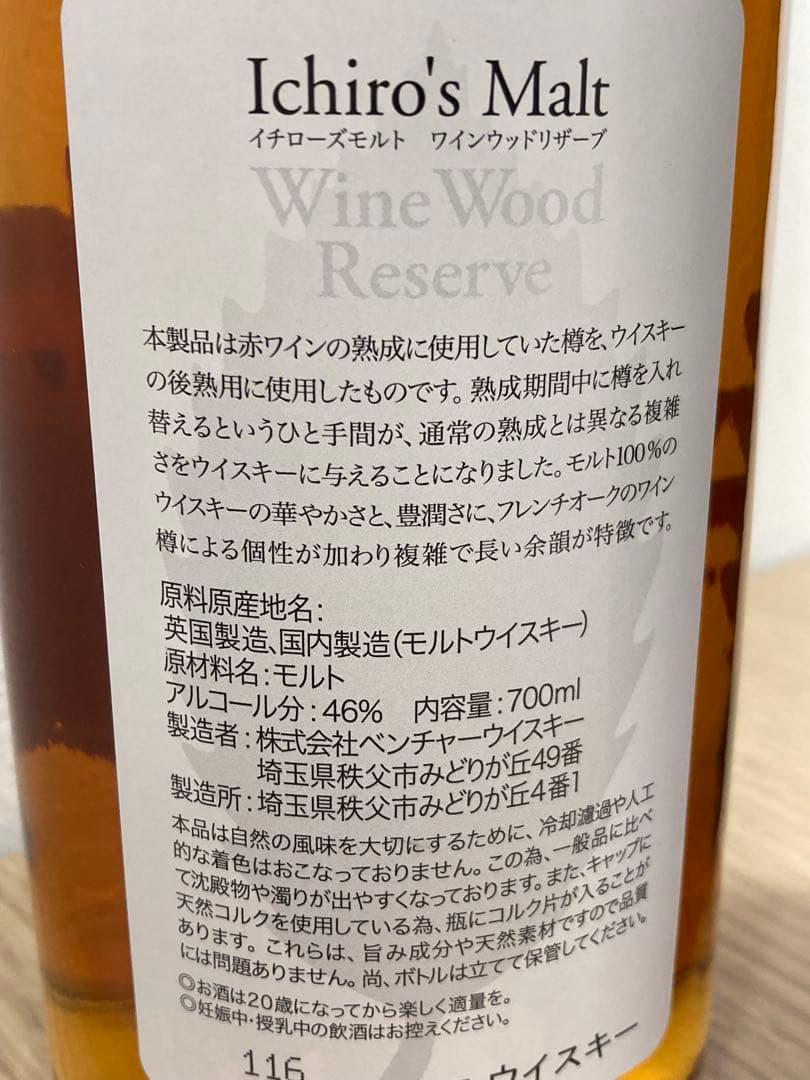 Ichiro's Malt
イチローズモルト　ワインウッドリザーブ
Wine Wood
Reserve
本製品は赤ワインの熟成に使用していた樽を、ウイスキー
の後熟用に使用したものです。熟成期間中に樽を入れ
替えるというひと手間が、通常の熟成とは異なる複雑
さをウイスキーに与えることになりました。モルト100%の
ウイスキーの華やかさと、豊潤さに、フレンチオークのワイン
樽による個性が加わり複雑で長い余韻が特徴です。
原料原産地名：
英国製造、国内製造（モルトウイスキー）
原材料名：モルト
アルコール分：46%　内容量：700ml
製造者：株式会社ベンチャーウイスキー
埼玉県秩父市みどりが丘49番
製造所：埼玉県秩父市みどりが丘4番1
本品は自然の風味を大切にするために、冷却濾過や人工
的な着色はおこなっておりません。この為、一般品に比べ
て沈殿物や濁りが出やすくなっております。また、キャップに
天然コルクを使用している為、瓶にコルク片が入ることが
あります。これらは、旨み成分や天然素材ですので品質
には問題ありません。尚、ボトルは立てて保管してください。
◎お酒は20歳になってから楽しく適量を。
◎妊娠中・授乳中の飲酒はお控えください。
116
ウイスキー